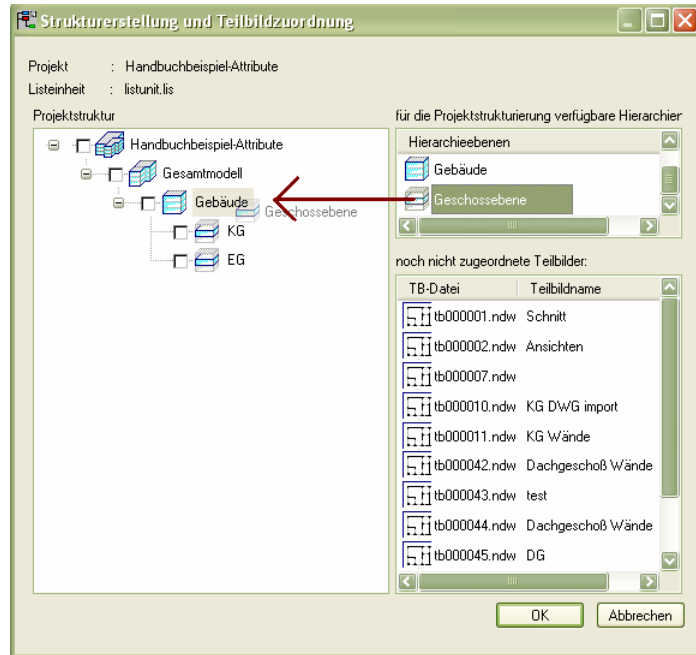 Strukturerstellung und Teilbildzuordnung
Projekt : Handbuchbeispiel-Attribute
Listeinheit : listunit.lis
Projektstruktur
Handbuchbeispiel-Attribute
Gesamtmodell
Gebäude
Geschossebene
KG
EG
für die Projektstrukturierung verfügbare Hierarchier
Hierarchieebenen
Gebäude
Geschossebene
noch nicht zugeordnete Teilbilder:
TB-Datei Teilbildname
tb000001.ndw Schnitt
tb000002.ndw Ansichten
tb000007.ndw
tb000010.ndw KG DWG import
tb000011.ndw KG Wände
tb000042.ndw Dachgeschoß Wände
tb000043.ndw test
tb000044.ndw Dachgeschoß Wände
tb000045.ndw DG
OK Abbrechen